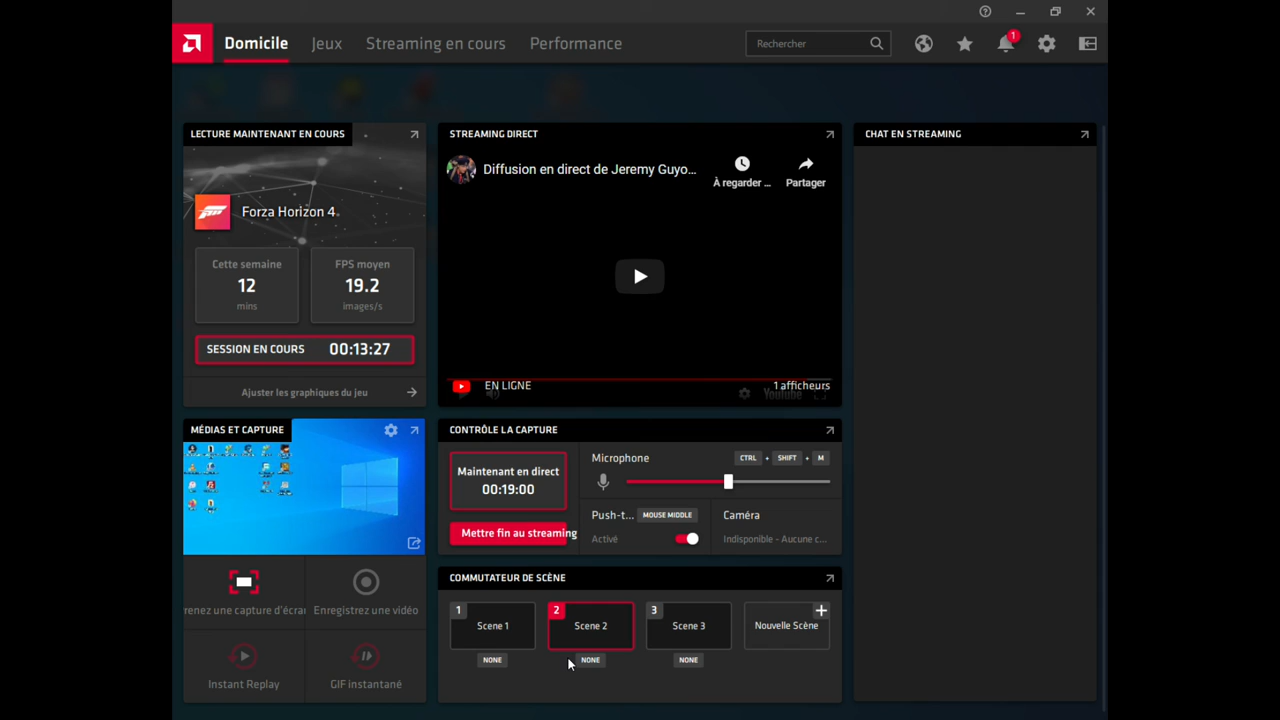 Domicile
Jeux
Streaming en cours
Performance
Rechercher
1
LECTURE MAINTENANT EN COURS
Forza Horizon 4
Cette semaine
12
mins
FPS moyen
19.2
images/s
SESSION EN COURS 00:13:27
Ajuster les graphiques du jeu
MÉDIAS ET CAPTURE
renez une capture d'écrai
Enregistrez une vidéo
Instant Replay
GIF instantané
STREAMING DIRECT
Diffusion en direct de Jeremy Guyo...
À regarder ...
Partager
EN LIGNE
1 afficheurs
YouTube
CONTRÔLE LA CAPTURE
Maintenant en direct
00:19:00
Mettre fin au streaming
Microphone
CTRL + SHIFT + M
Push-t... MOUSE MIDDLE
Activé
Caméra
Indisponible - Aucune c...
COMMUTATEUR DE SCÈNE
1
Scene 1
NONE
2
Scene 2
NONE
3
Scene 3
NONE
Nouvelle Scène
CHAT EN STREAMING